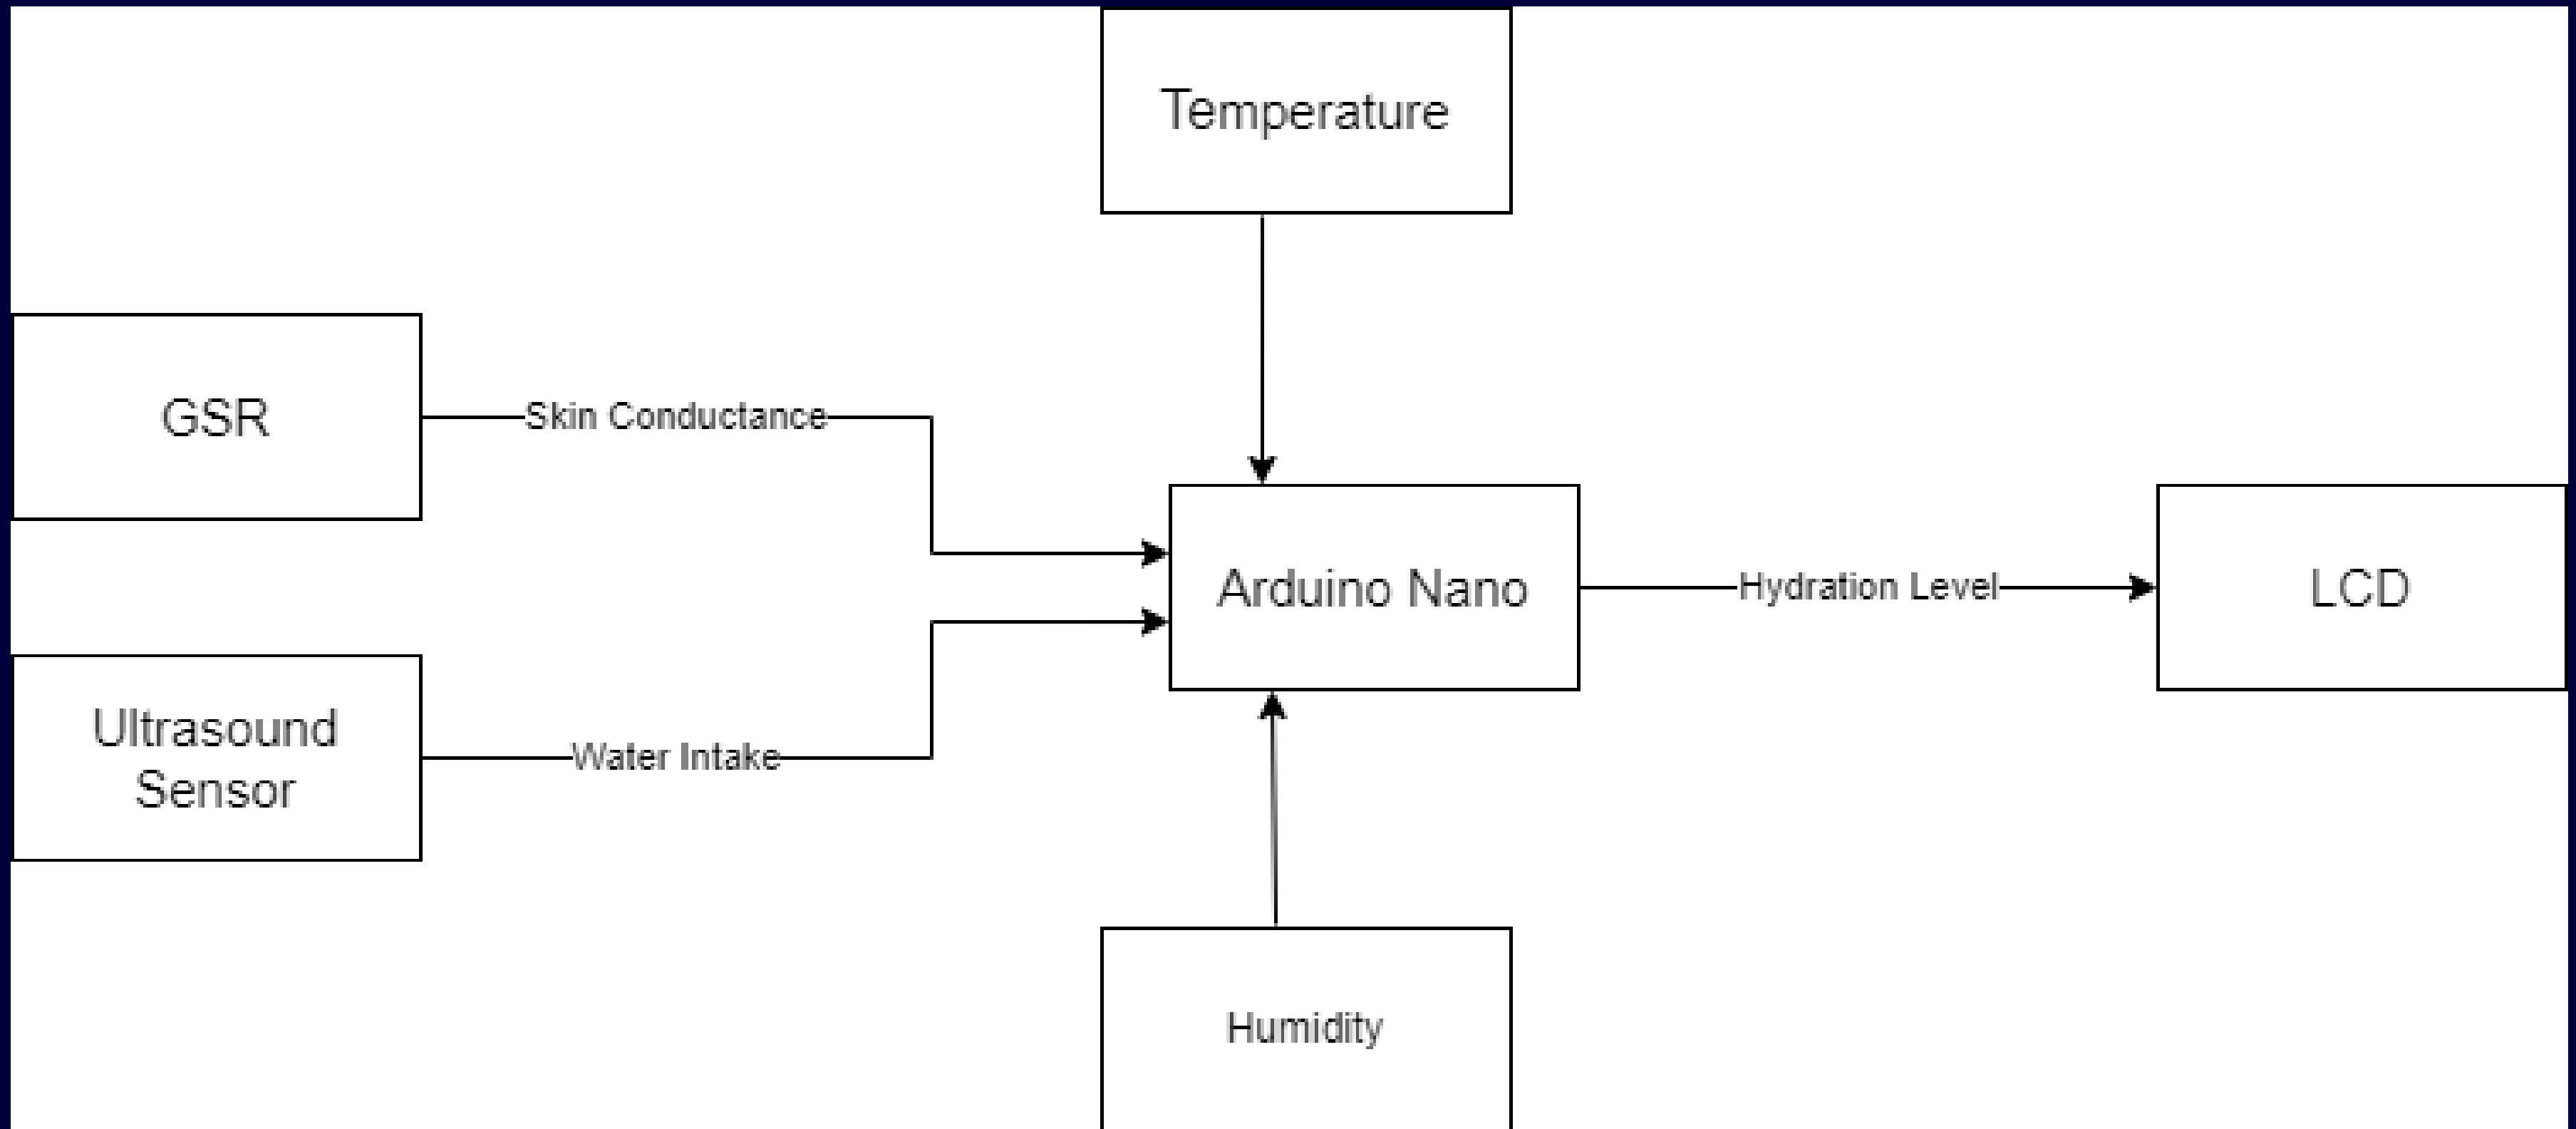 Temperature
GSR
Skin Conductance
Arduino Nano
Hydration Level
LCD
Ultrasound
Sensor
Water Intake
Humidity